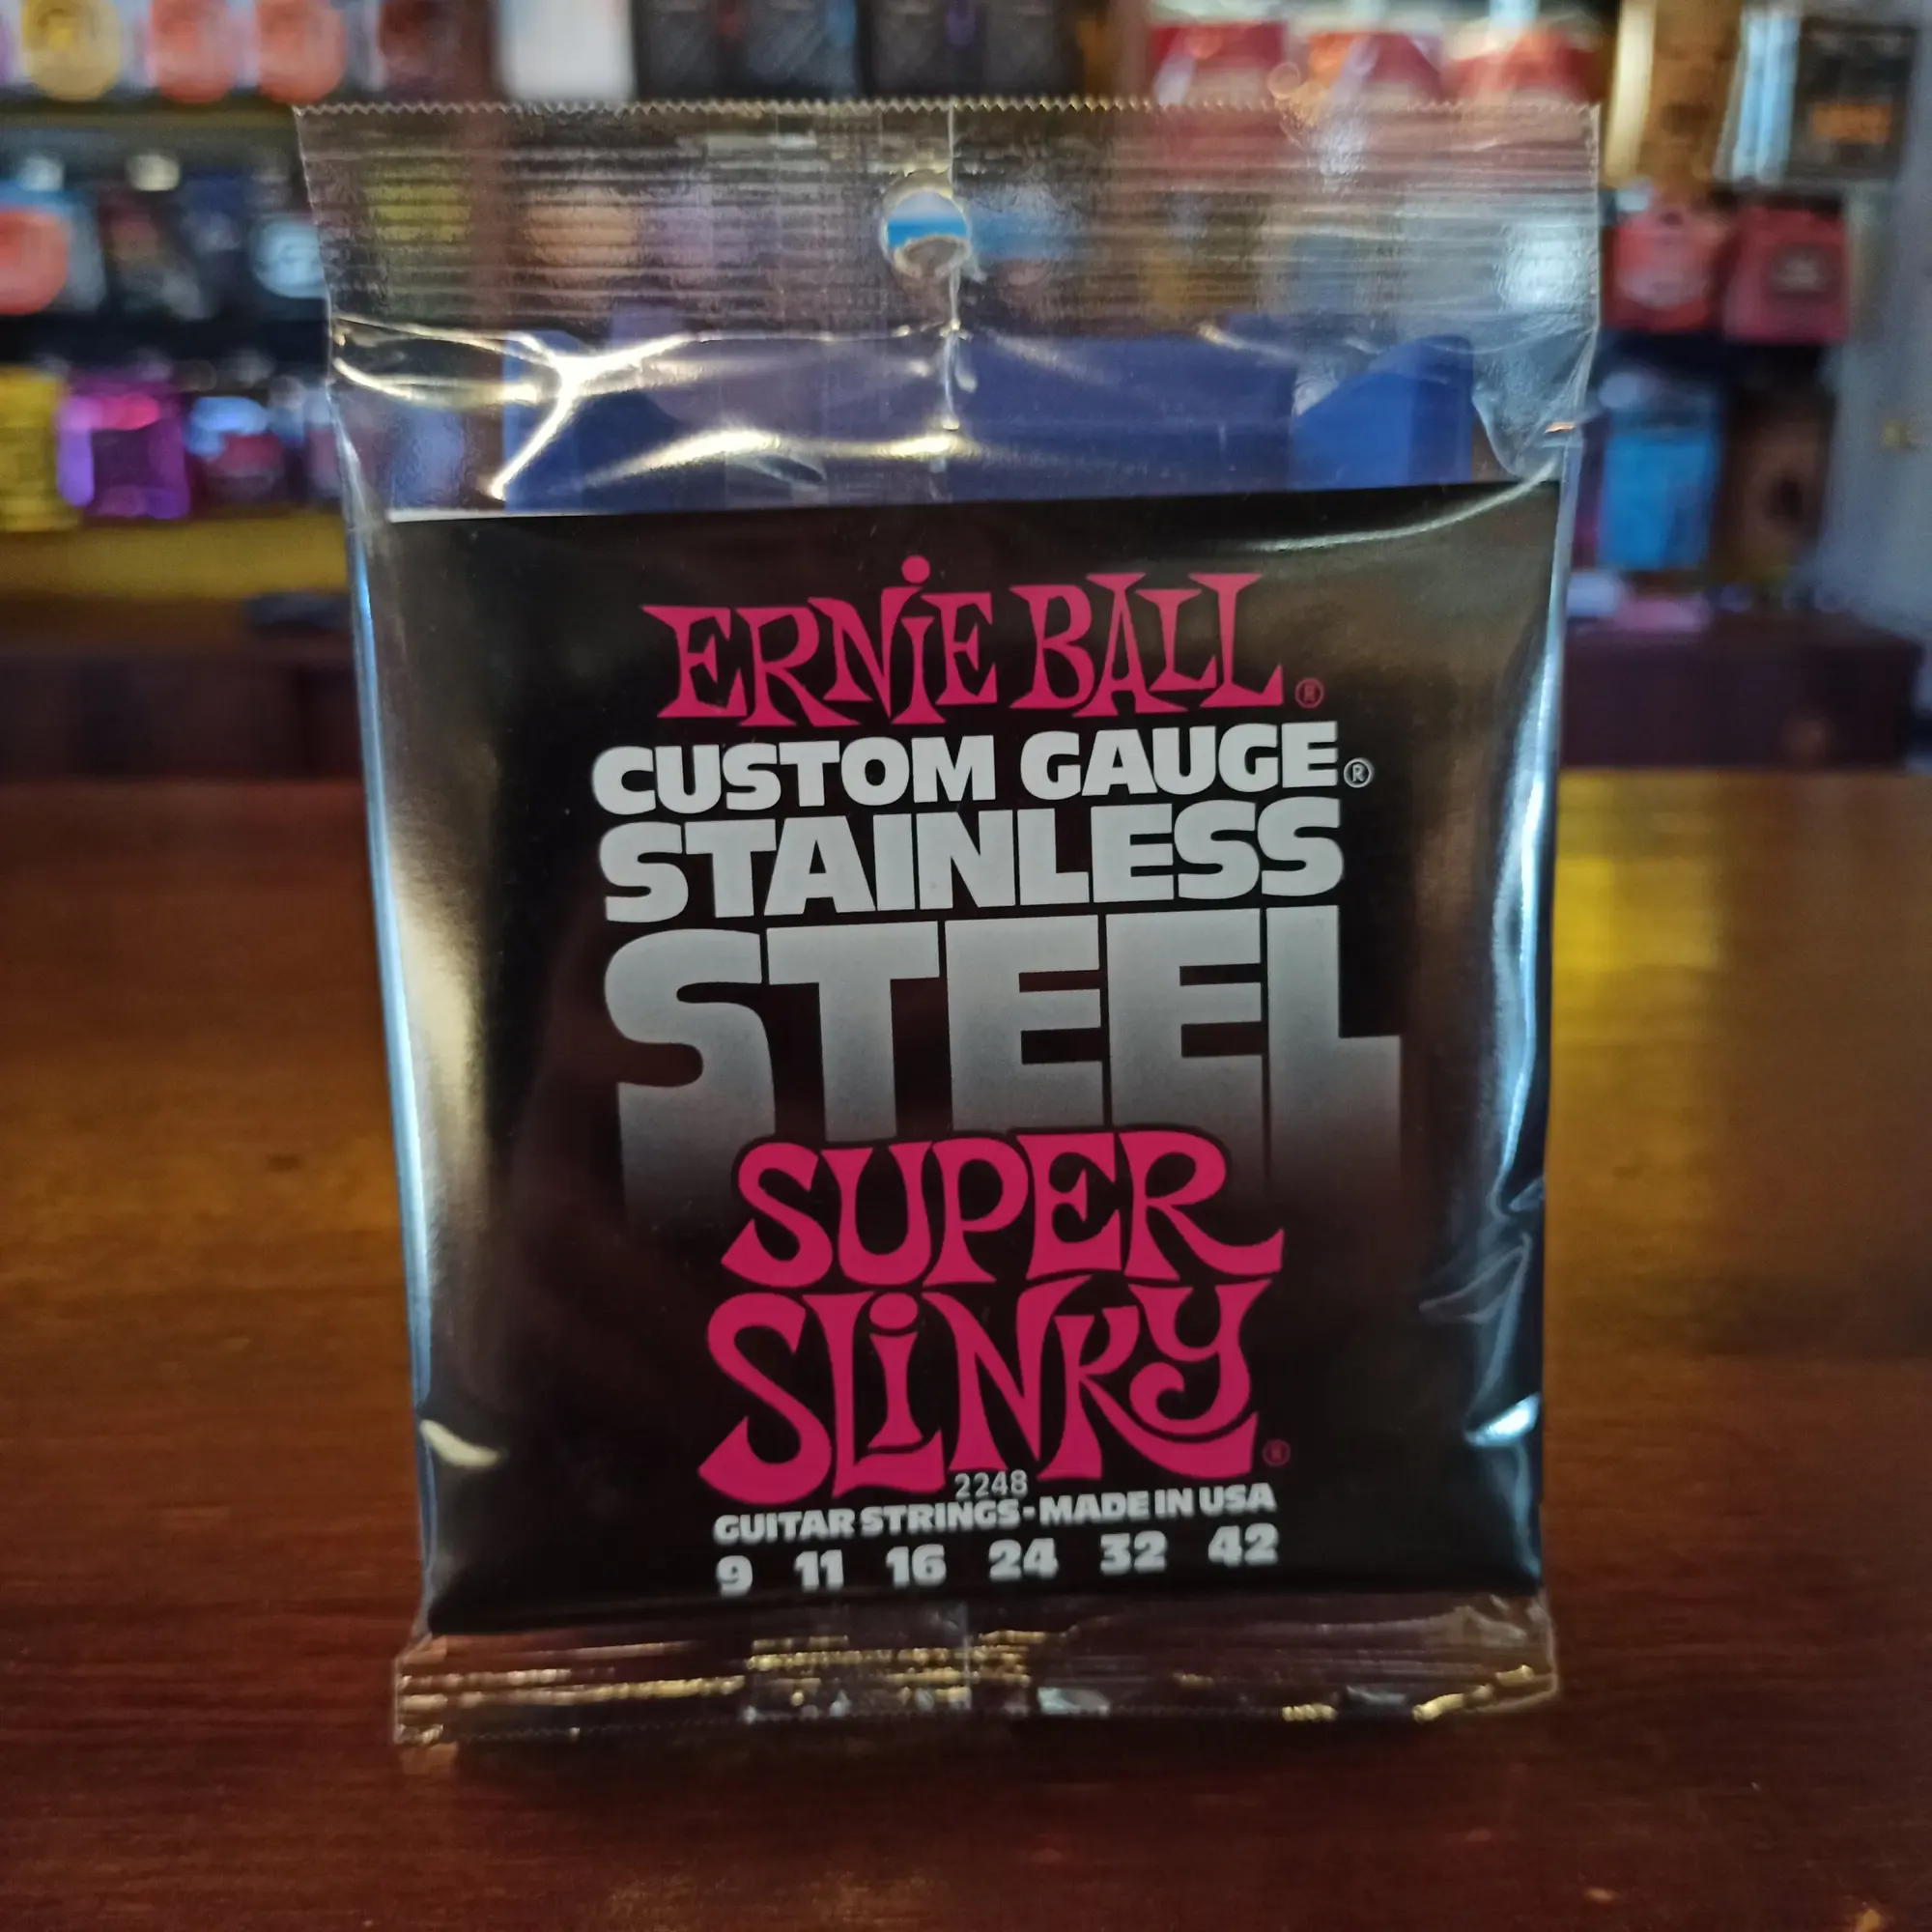 ERNiE BALL®
CUSTOM GAUGE®
STAINLESS
STEEL
SUPER
SLiNKY®
2248
GUITAR STRINGS • MADE IN USA
9 11 16 24 32 42